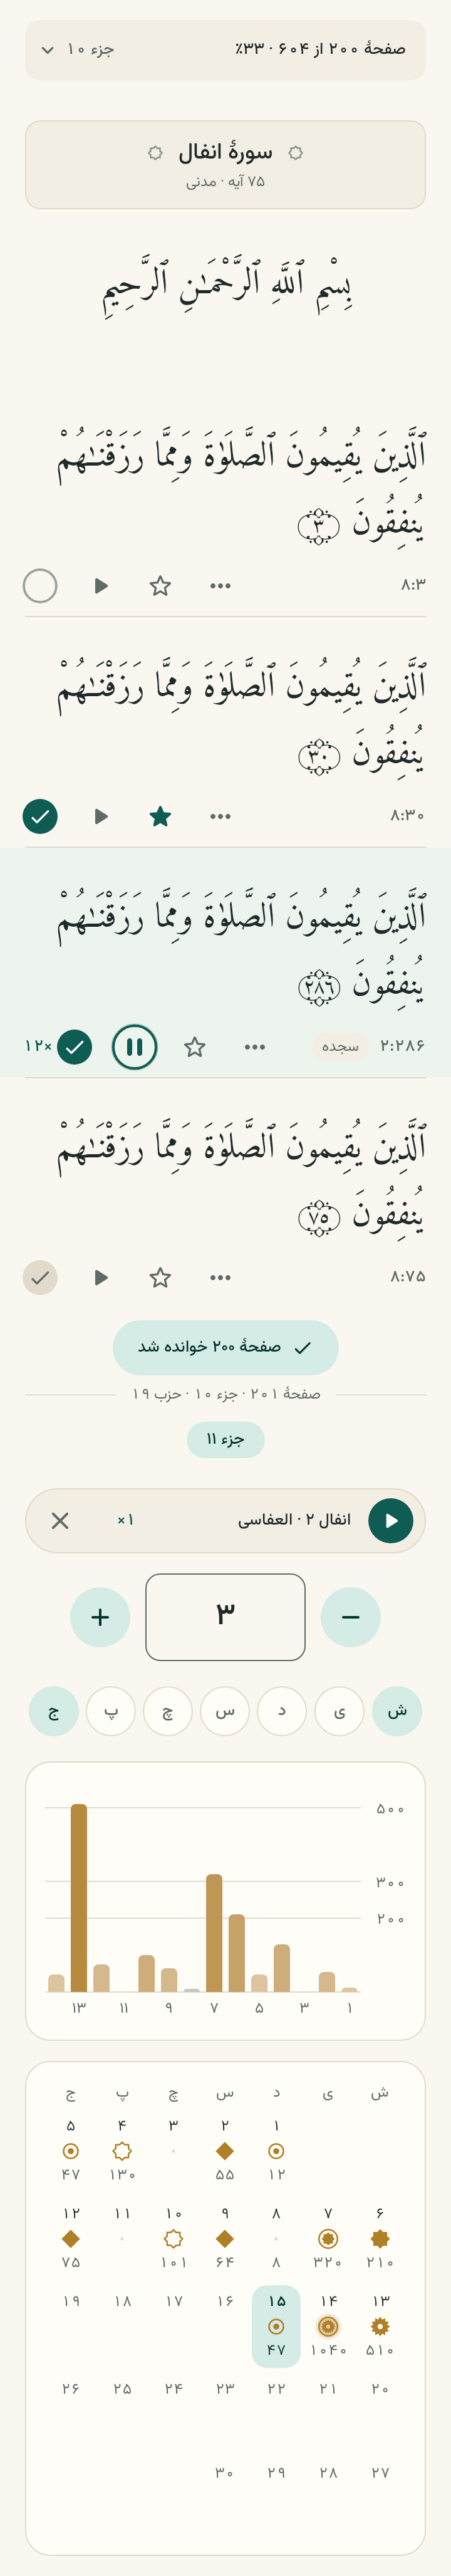 صفحهٔ ۲۰۰ از ۶۰۴ · ۳۳٪ جزء ۱۰
سورهٔ انفال
۷۵ آیه · مدنی
بِسْمِ ٱللَّهِ ٱلرَّحْمَـٰنِ ٱلرَّحِيمِ
ٱلَّذِينَ يُقِيمُونَ ٱلصَّلَوٰةَ وَمِمَّا رَزَقْنَـٰهُمْ
يُنفِقُونَ ٣
۸:۳
ٱلَّذِينَ يُقِيمُونَ ٱلصَّلَوٰةَ وَمِمَّا رَزَقْنَـٰهُمْ
يُنفِقُونَ ٣٠
۸:۳۰
ٱلَّذِينَ يُقِيمُونَ ٱلصَّلَوٰةَ وَمِمَّا رَزَقْنَـٰهُمْ
يُنفِقُونَ ٢٨٦
۲:۲۸۶ سجده ۱۲×
ٱلَّذِينَ يُقِيمُونَ ٱلصَّلَوٰةَ وَمِمَّا رَزَقْنَـٰهُمْ
يُنفِقُونَ ٧٥
۸:۷۵
صفحهٔ ۲۰۰ خوانده شد
صفحهٔ ۲۰۱ · جزء ۱۰ · حزب ۱۹
جزء ۱۱
انفال ۲ · العفاسی ۱×
۳
ش ی د س چ پ ج
۵۰۰
۳۰۰
۲۰۰
۱ ۳ ۵ ۷ ۹ ۱۱ ۱۳
ش ی د س چ پ ج
۱ ۲ ۳ ۴ ۵
۱۲ ۵۵ ۱۳۰ ۴۷
۶ ۷ ۸ ۹ ۱۰ ۱۱ ۱۲
۲۱۰ ۳۲۰ ۸ ۶۴ ۱۰۱ ۷۵
۱۳ ۱۴ ۱۵ ۱۶ ۱۷ ۱۸ ۱۹
۵۱۰ ۱۰۴۰ ۴۷
۲۰ ۲۱ ۲۲ ۲۳ ۲۴ ۲۵ ۲۶
۲۷ ۲۸ ۲۹ ۳۰